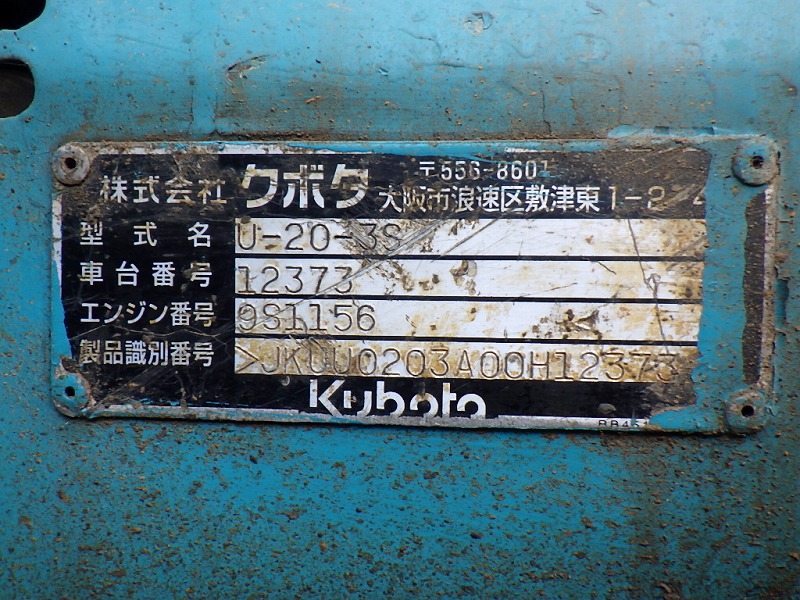 株式会社 クボタ 〒556-8601
大阪市浪速区敷津東1-2-4
型式名 U-20-3S
車台番号 12373
エンジン番号 9S1156
製品識別番号 >JKUU0203A00H12373
Kubota
RB451